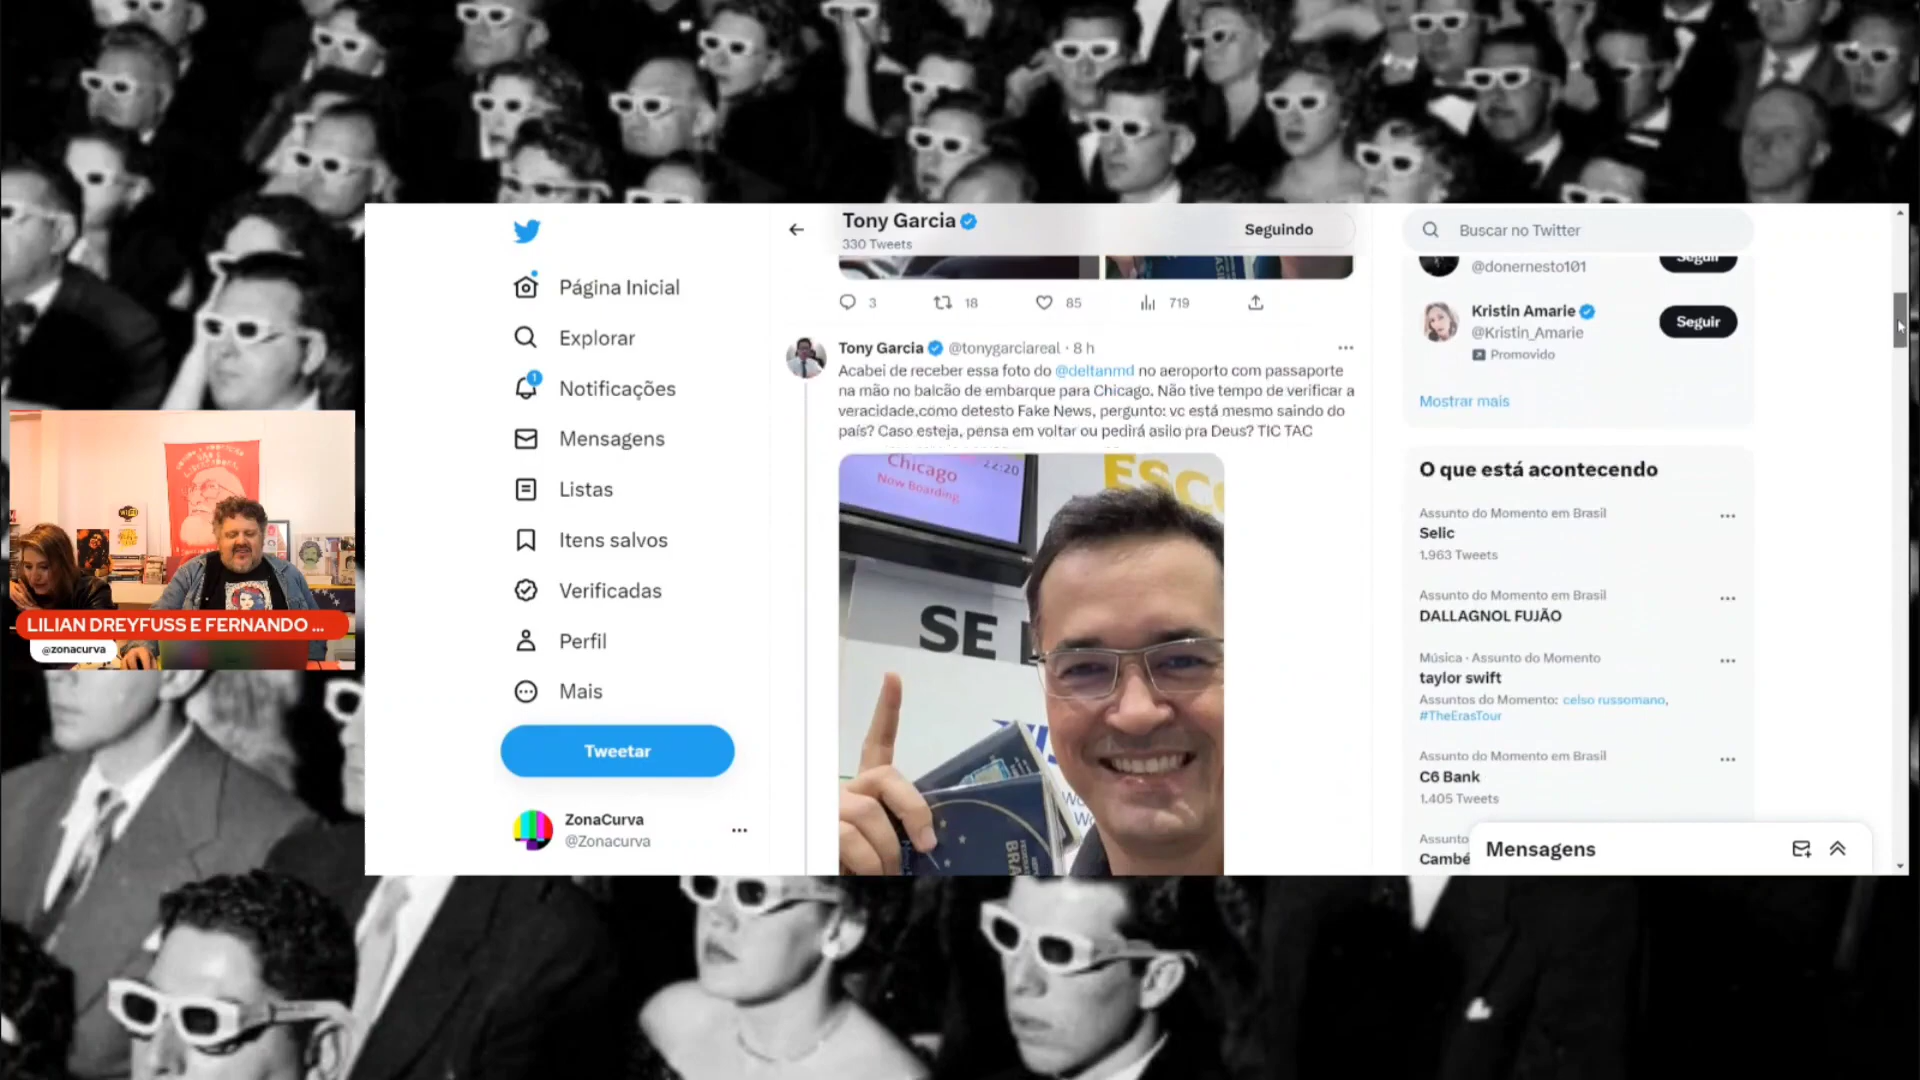 Tony Garcia
330 Tweets
Seguindo
Buscar no Twitter
Página Inicial
Explorar
1
Notificações
Mensagens
Listas
Itens salvos
Verificadas
Perfil
Mais
Tweetar
ZonaCurva
@Zonacurva
3
18
85
719
Tony Garcia @tonygarciareal · 8 h
Acabei de receber essa foto do @deltanmd no aeroporto com passaporte
na mão no balcão de embarque para Chicago. Não tive tempo de verificar a
veracidade,como detesto Fake News, pergunto: vc está mesmo saindo do
país? Caso esteja, pensa em voltar ou pedirá asilo pra Deus? TIC TAC
Chicago
22:20
Now Boarding
ESCO
SE
BRA
@donernesto101
Seguir
Kristin Amarie
@Kristin_Amarie
Promovido
Seguir
Mostrar mais
O que está acontecendo
Assunto do Momento em Brasil
Selic
1.963 Tweets
Assunto do Momento em Brasil
DALLAGNOL FUJÃO
Música · Assunto do Momento
taylor swift
Assuntos do Momento: celso russomano,
#TheErasTour
Assunto do Momento em Brasil
C6 Bank
1.405 Tweets
Assunto
Cambé
Mensagens
LILIAN DREYFUSS E FERNANDO ...
@zonacurva